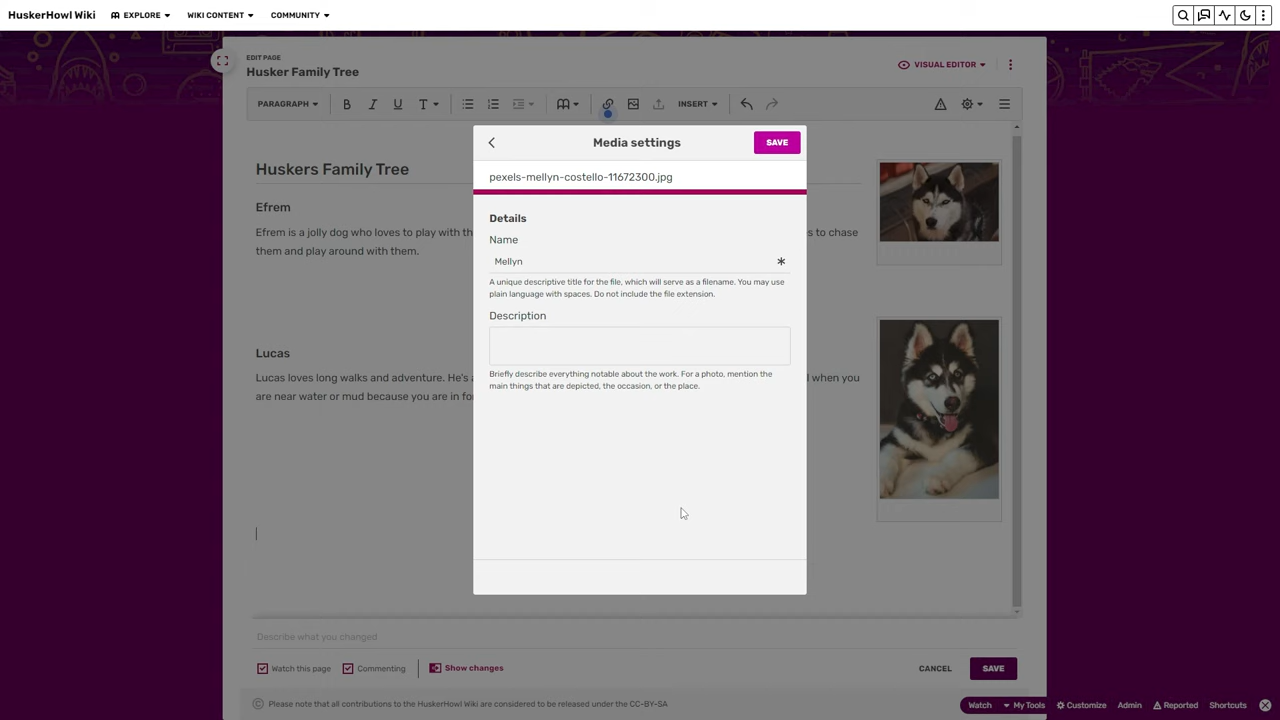 HuskerHowl Wiki
EXPLORE
WIKI CONTENT
COMMUNITY
EDIT PAGE
Husker Family Tree
VISUAL EDITOR
PARAGRAPH
B I U T
INSERT
Media settings
SAVE
pexels-mellyn-costello-11672300.jpg
Details
Name
Mellyn
*
A unique descriptive title for the file, which will serve as a filename. You may use
plain language with spaces. Do not include the file extension.
Description
Briefly describe everything notable about the work. For a photo, mention the
main things that are depicted, the occasion, or the place.
Huskers Family Tree
Efrem
Efrem is a jolly dog who loves to play with th
s to chase
them and play around with them.
Lucas
Lucas loves long walks and adventure. He's a
l when you
are near water or mud because you are in fo
Describe what you changed
Watch this page
Commenting
Show changes
CANCEL
SAVE
© Please note that all contributions to the HuskerHowl Wiki are considered to be released under the CC-BY-SA
Watch
My Tools
Customize
Admin
Reported
Shortcuts